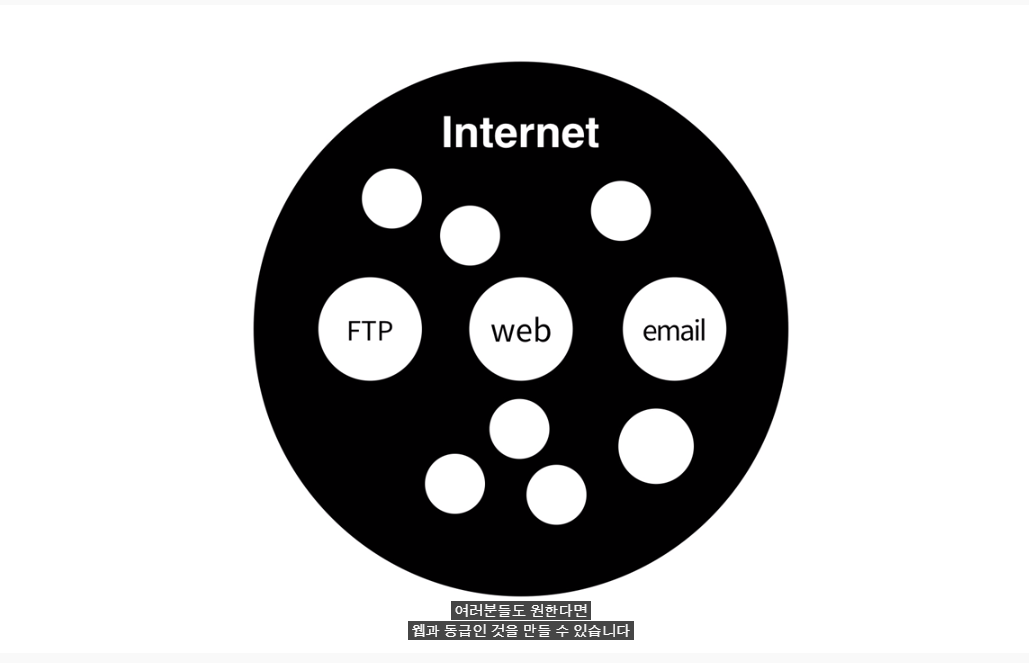 Internet
FTP
web
email
여러분들도 원한다면
웹과 동급인 것을 만들 수 있습니다